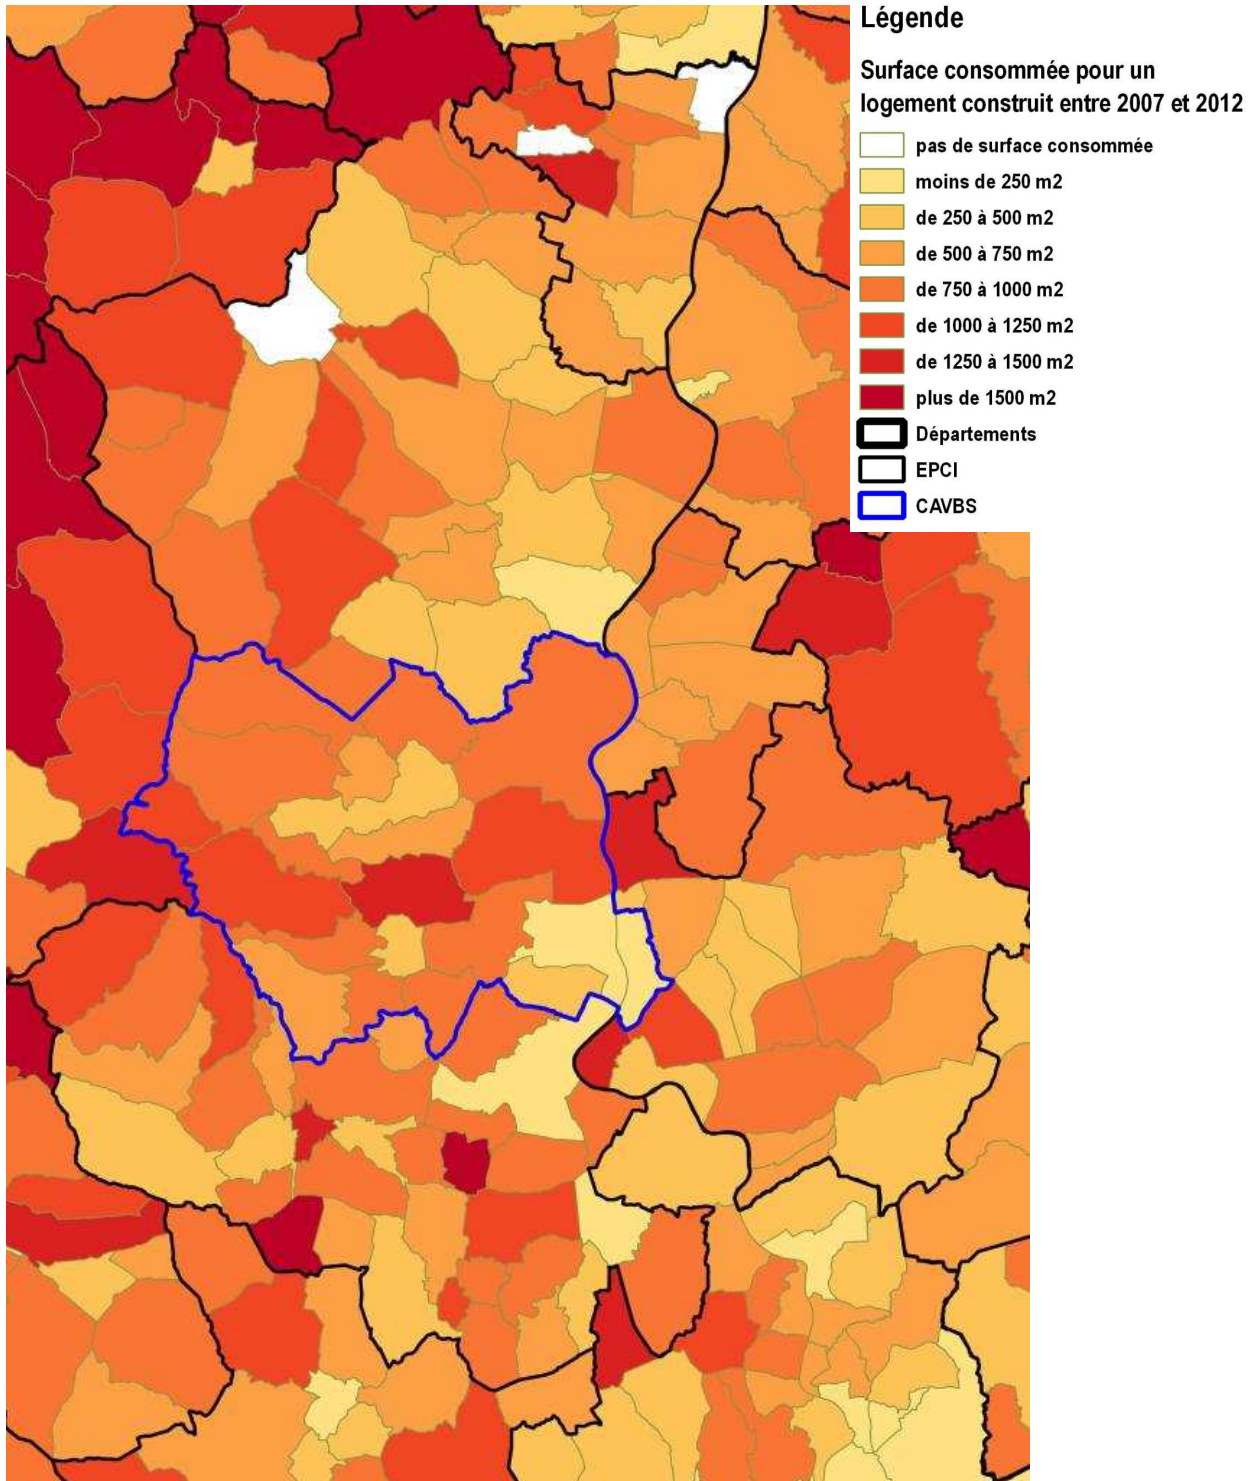 Légende
Surface consommée pour un
logement construit entre 2007 et 2012
pas de surface consommée
moins de 250 m2
de 250 à 500 m2
de 500 à 750 m2
de 750 à 1000 m2
de 1000 à 1250 m2
de 1250 à 1500 m2
plus de 1500 m2
Départements
EPCI
CAVBS